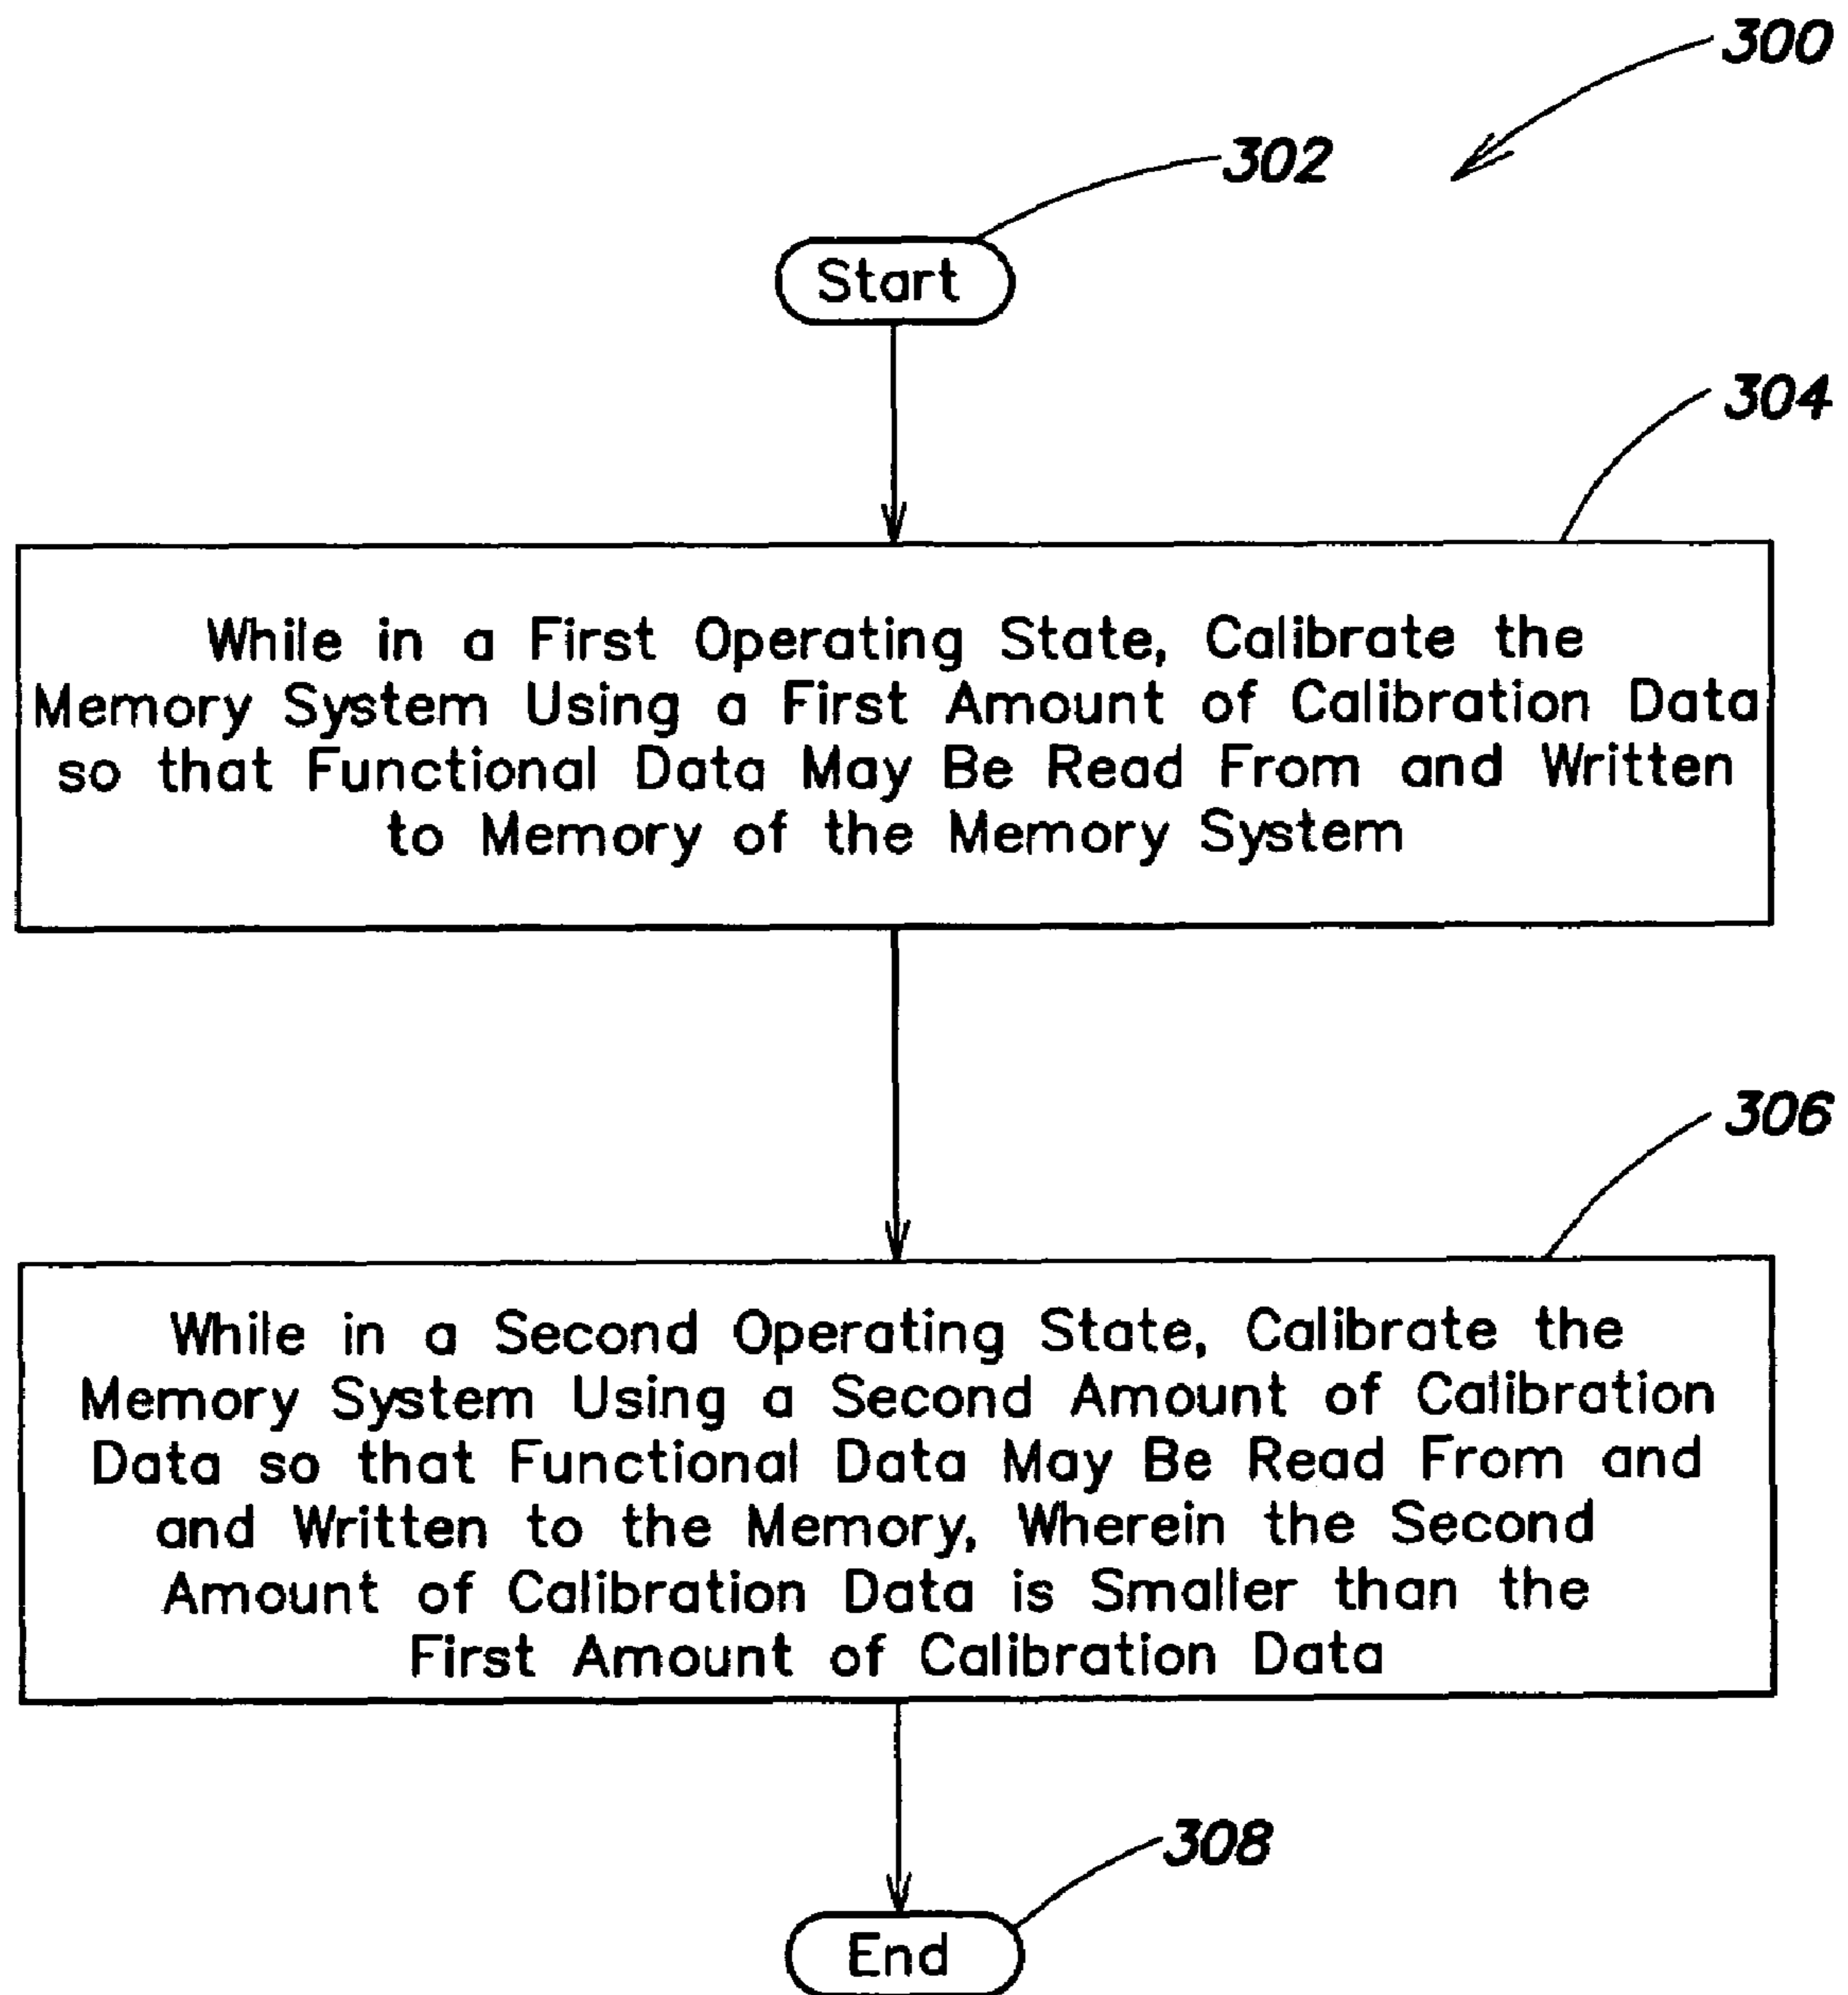 300
302
Start
304
While in a First Operating State, Calibrate the
Memory System Using a First Amount of Calibration Data
so that Functional Data May Be Read From and Written
to Memory of the Memory System
306
While in a Second Operating State, Calibrate the
Memory System Using a Second Amount of Calibration
Data so that Functional Data May Be Read From and
and Written to the Memory, Wherein the Second
Amount of Calibration Data is Smaller than the
First Amount of Calibration Data
308
End